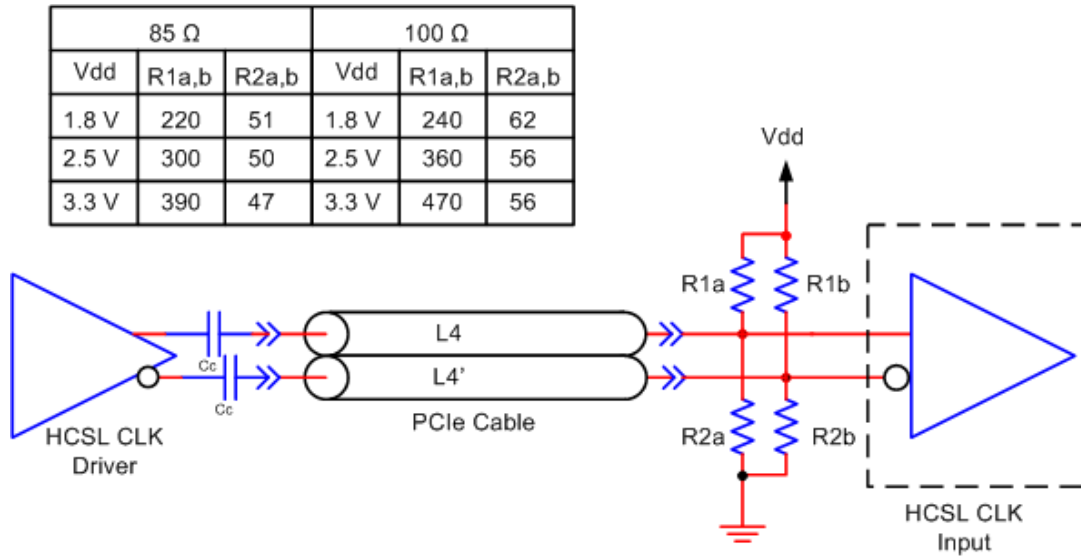 85 Ω 100 Ω
Vdd R1a,b R2a,b Vdd R1a,b R2a,b
1.8 V 220 51 1.8 V 240 62
2.5 V 300 50 2.5 V 360 56
3.3 V 390 47 3.3 V 470 56
Vdd
R1a R1b
L4
Cc
L4’
Cc
PCIe Cable
R2a R2b
HCSL CLK
Driver
HCSL CLK
Input